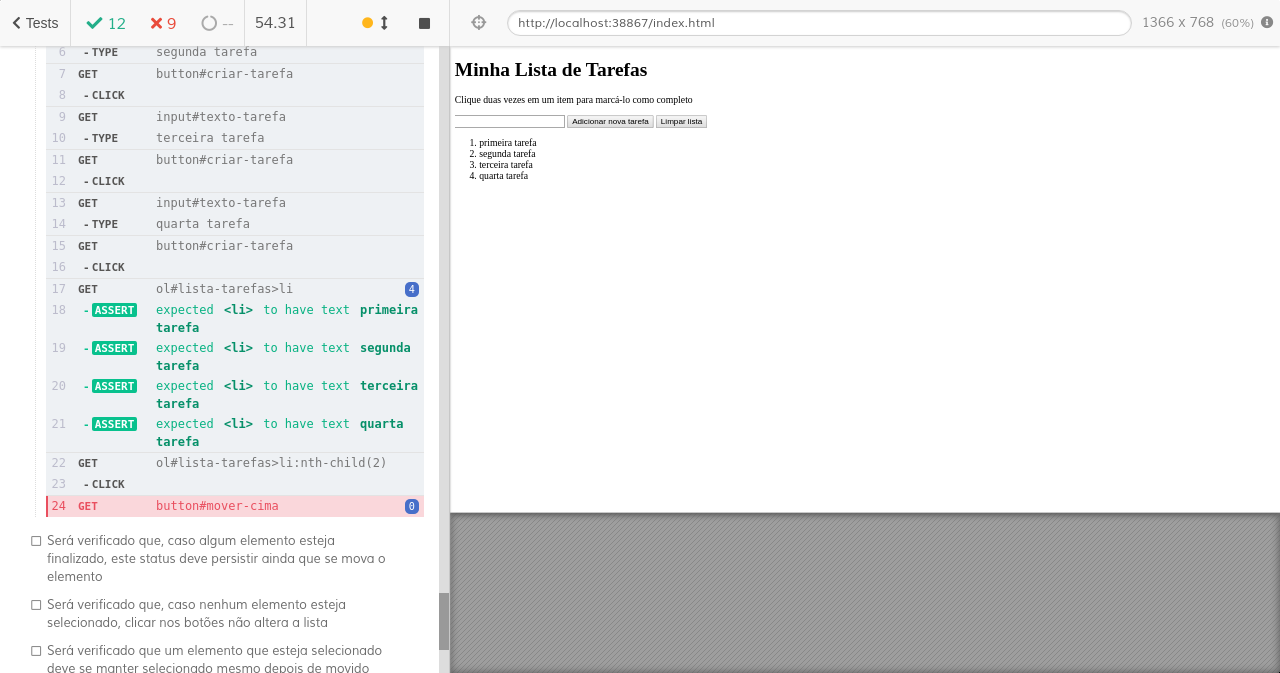 Tests 12 9 -- 54.31
http://localhost:38867/index.html 1366 x 768 (60%)
6 - TYPE segunda tarefa
7 GET button#criar-tarefa
8 - CLICK
9 GET input#texto-tarefa
10 - TYPE terceira tarefa
11 GET button#criar-tarefa
12 - CLICK
13 GET input#texto-tarefa
14 - TYPE quarta tarefa
15 GET button#criar-tarefa
16 - CLICK
17 GET ol#lista-tarefas>li 4
18 - ASSERT expected <li> to have text primeira
tarefa
19 - ASSERT expected <li> to have text segunda
tarefa
20 - ASSERT expected <li> to have text terceira
tarefa
21 - ASSERT expected <li> to have text quarta
tarefa
22 GET ol#lista-tarefas>li:nth-child(2)
23 - CLICK
24 GET button#mover-cima 0
Será verificado que, caso algum elemento esteja
finalizado, este status deve persistir ainda que se mova o
elemento
Será verificado que, caso nenhum elemento esteja
selecionado, clicar nos botões não altera a lista
Será verificado que um elemento que esteja selecionado
deve se manter selecionado mesmo depois de movido
Minha Lista de Tarefas
Clique duas vezes em um item para marcá-lo como completo
Adicionar nova tarefa Limpar lista
1. primeira tarefa
2. segunda tarefa
3. terceira tarefa
4. quarta tarefa